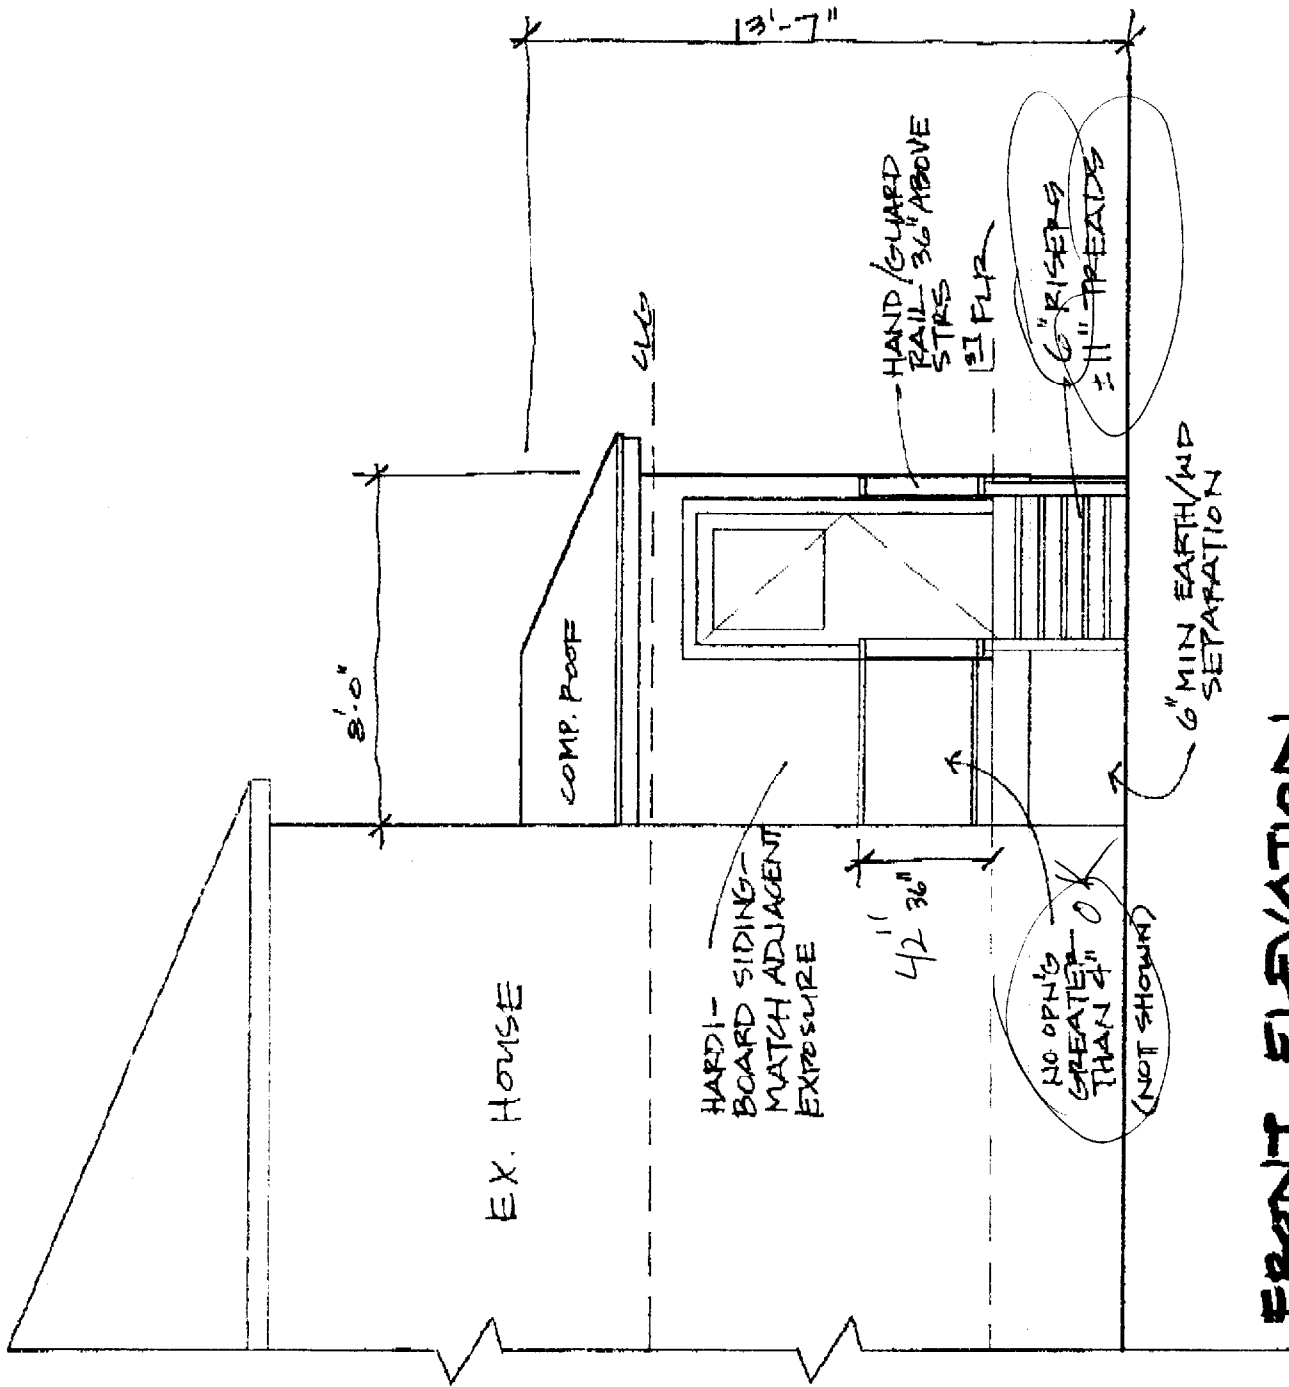 13'-7"
8'-0"
COMP. ROOF
CLG
HAND/GUARD
RAIL 36" ABOVE
STRS
1ST FLR
6" RISERS
±11" TREADS
EX. HOUSE
HARDI-
BOARD SIDING-
MATCH ADJACENT
EXPOSURE
42"
36"
NO OPN'G
GREATER
THAN 4"
(NOT SHOWN)
OK
6" MIN EARTH/WD
SEPARATION
FRONT ELEVATION